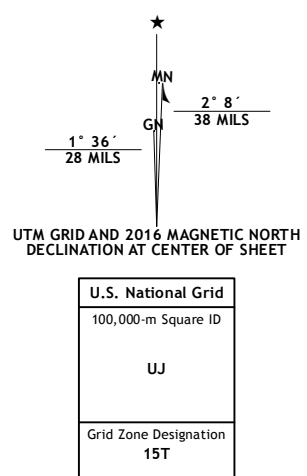 ★
MN
GN
2° 8´
38 MILS
1° 36´
28 MILS
UTM GRID AND 2016 MAGNETIC NORTH
DECLINATION AT CENTER OF SHEET
U.S. National Grid
100,000-m Square ID
UJ
Grid Zone Designation
15T